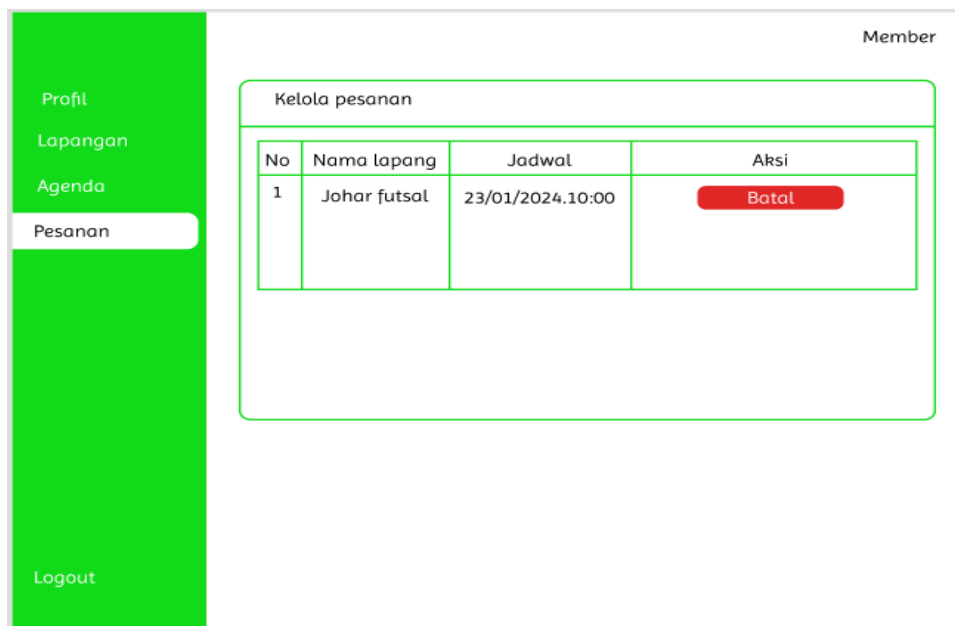 Member
Profil
Lapangan
Agenda
Pesanan
Logout
Kelola pesanan
No Nama lapang Jadwal Aksi
1 Johar futsal 23/01/2024.10:00 Batal